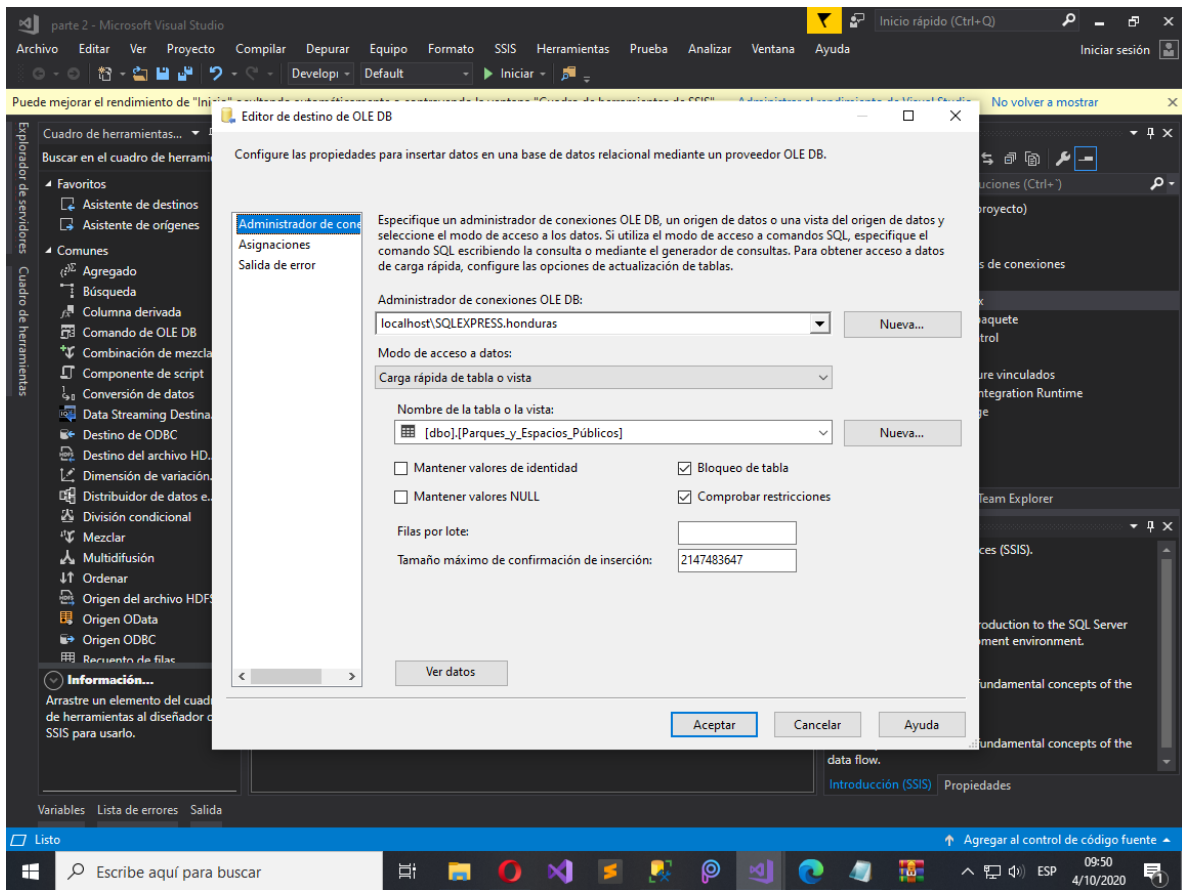 parte 2 - Microsoft Visual Studio
Inicio rápido (Ctrl+Q)
Archivo Editar Ver Proyecto Compilar Depurar Equipo Formato SSIS Herramientas Prueba Analizar Ventana Ayuda
Iniciar sesión
Default
Iniciar
Puede mejorar el rendimiento de
No volver a mostrar
Explorador de servidores
Cuadro de herramientas
Cuadro de herramientas...
Buscar en el cuadro de herrami
Favoritos
Asistente de destinos
Asistente de orígenes
Comunes
Agregado
Búsqueda
Columna derivada
Comando de OLE DB
Combinación de mezcla
Componente de script
Conversión de datos
Data Streaming Destina
Destino de ODBC
Destino del archivo HD..
Dimensión de variación.
Distribuidor de datos e..
División condicional
Mezclar
Multidifusión
Ordenar
Origen del archivo HDFS
Origen OData
Origen ODBC
Recuento de filas
Información...
Arrastre un elemento del cuad
de herramientas al diseñador d
SSIS para usarlo.
Editor de destino de OLE DB
Configure las propiedades para insertar datos en una base de datos relacional mediante un proveedor OLE DB.
Administrador de cone
Asignaciones
Salida de error
Especifique un administrador de conexiones OLE DB, un origen de datos o una vista del origen de datos y
seleccione el modo de acceso a los datos. Si utiliza el modo de acceso a comandos SQL, especifique el
comando SQL escribiendo la consulta o mediante el generador de consultas. Para obtener acceso a datos
de carga rápida, configure las opciones de actualización de tablas.
Administrador de conexiones OLE DB:
localhost\SQLEXPRESS.honduras
Nueva...
Modo de acceso a datos:
Carga rápida de tabla o vista
Nombre de la tabla o la vista:
[dbo].[Parques_y_Espacios_Públicos]
Nueva...
Mantener valores de identidad
Bloqueo de tabla
Mantener valores NULL
Comprobar restricciones
Filas por lote:
Tamaño máximo de confirmación de inserción:
2147483647
Ver datos
Aceptar
Cancelar
Ayuda
uciones (Ctrl+´)
proyecto)
s de conexiones
x
paquete
trol
ure vinculados
ntegration Runtime
ge
Team Explorer
ces (SSIS).
roduction to the SQL Server
pment environment.
fundamental concepts of the
fundamental concepts of the
data flow.
Introducción (SSIS) Propiedades
Variables Lista de errores Salida
Listo
Agregar al control de código fuente
Escribe aquí para buscar
ESP
09:50
4/10/2020